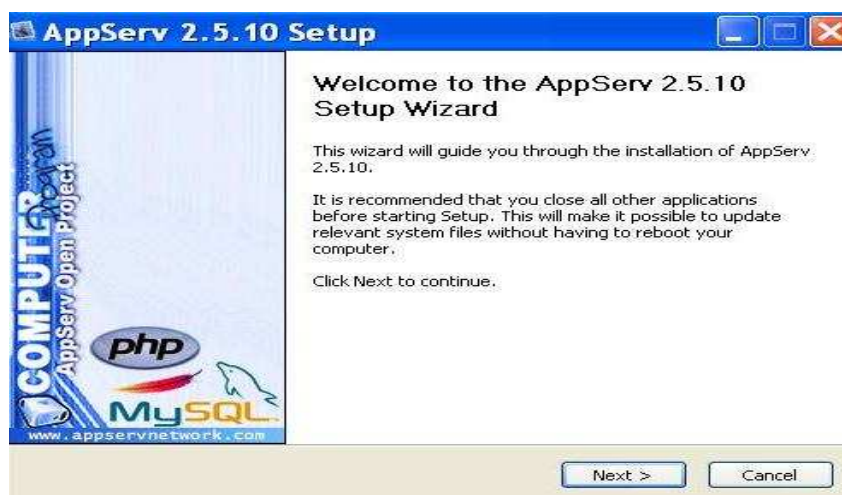 AppServ 2.5.10 Setup
Welcome to the AppServ 2.5.10
Setup Wizard
This wizard will guide you through the installation of AppServ
2.5.10.
It is recommended that you close all other applications
before starting Setup. This will make it possible to update
relevant system files without having to reboot your
computer.
Click Next to continue.
COMPUTER
Program
AppServ Open Project
php
MySQL
www.appservnetwork.com
Next >
Cancel